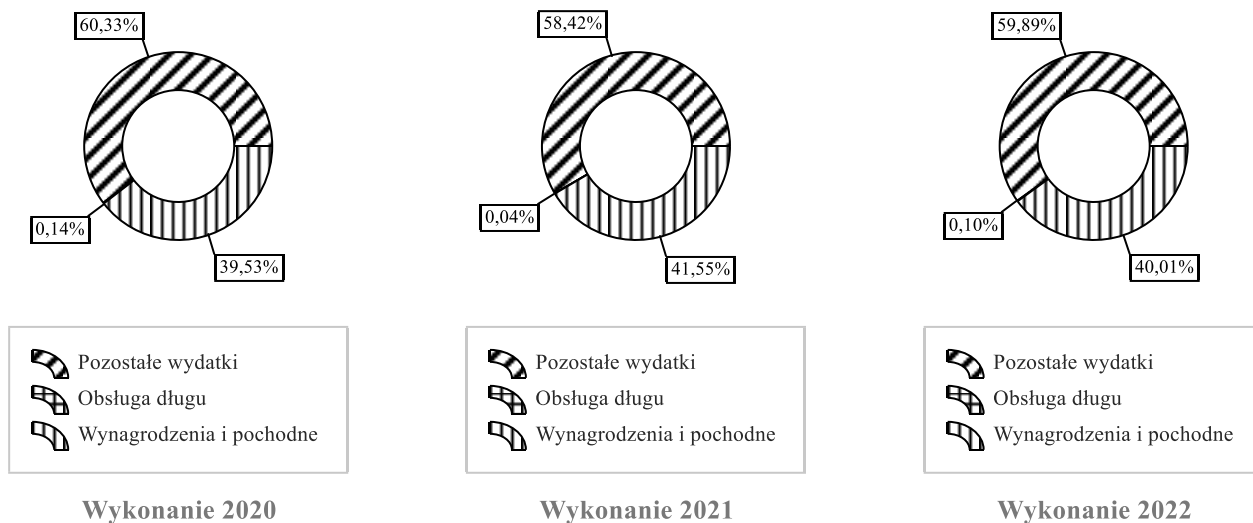 60,33%
0,14%
39,53%
Pozostałe wydatki
Obsługa długu
Wynagrodzenia i pochodne
Wykonanie 2020
58,42%
0,04%
41,55%
Pozostałe wydatki
Obsługa długu
Wynagrodzenia i pochodne
Wykonanie 2021
59,89%
0,10%
40,01%
Pozostałe wydatki
Obsługa długu
Wynagrodzenia i pochodne
Wykonanie 2022